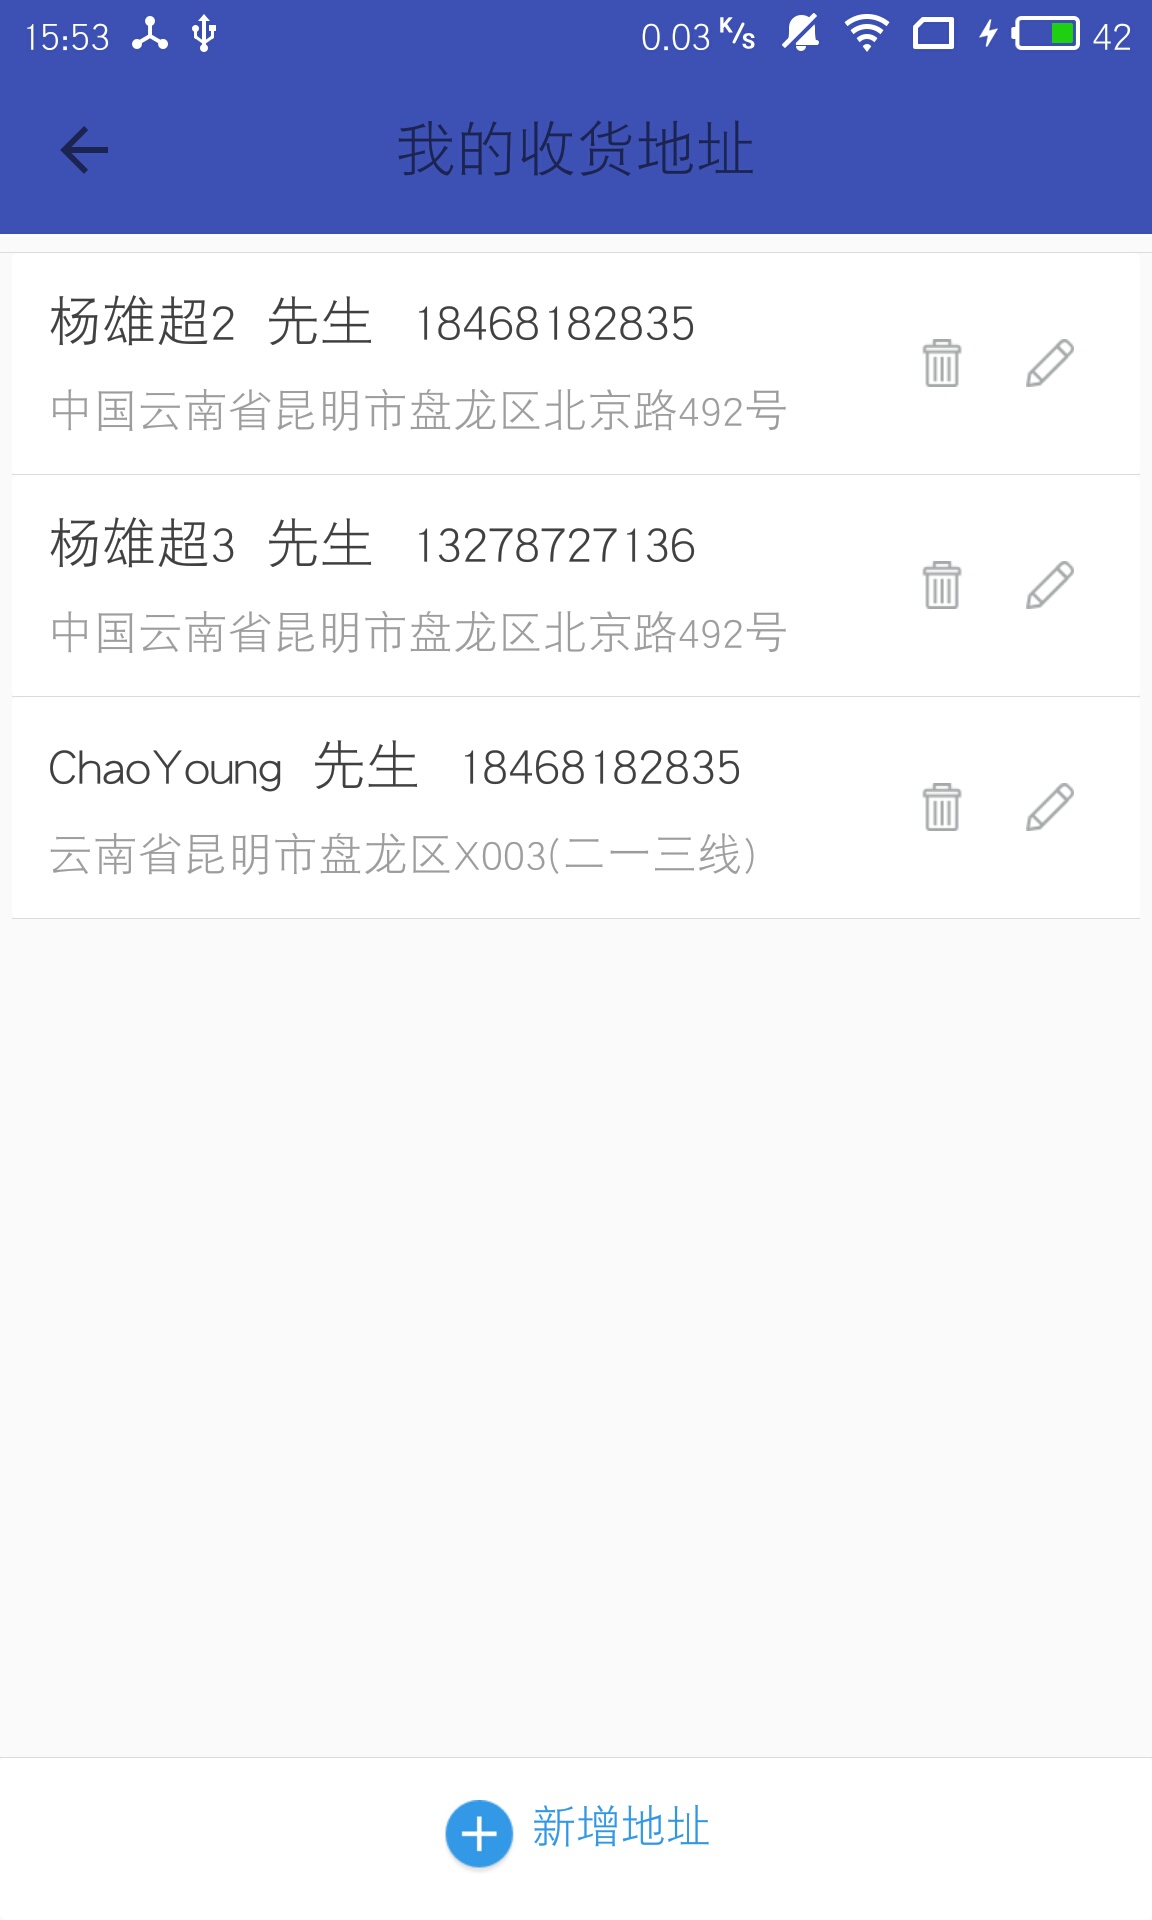 15:53 0.03 K/s 42
我的收货地址
杨雄超2 先生 18468182835
中国云南省昆明市盘龙区北京路492号
杨雄超3 先生 13278727136
中国云南省昆明市盘龙区北京路492号
ChaoYoung 先生 18468182835
云南省昆明市盘龙区X003(二一三线)
新增地址